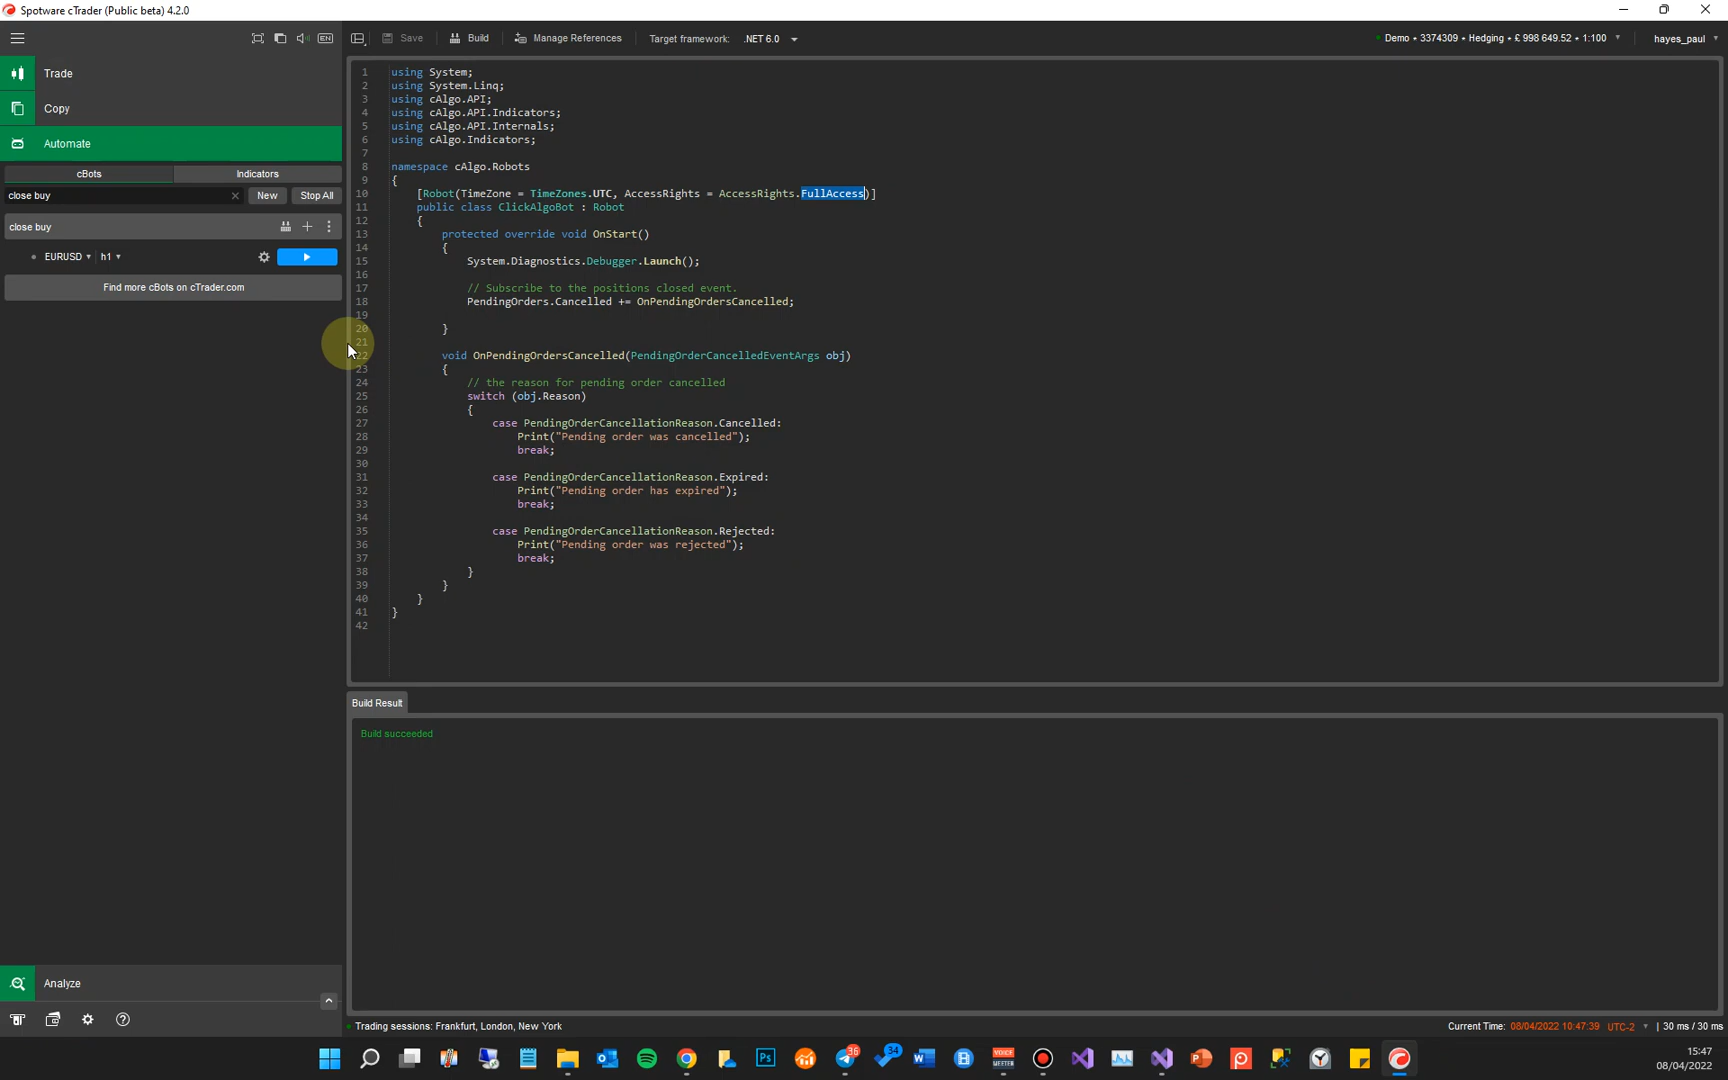 Spotware cTrader (Public beta) 4.2.0
EN
Save
Build
Manage References
Target framework: .NET 6.0
Demo • 3374309 • Hedging • £ 998 649.52 • 1:100
hayes_paul
Trade
Copy
Automate
cBots
Indicators
close buy
New
Stop All
close buy
EURUSD
h1
Find more cBots on cTrader.com
1 using System;
2 using System.Linq;
3 using cAlgo.API;
4 using cAlgo.API.Indicators;
5 using cAlgo.API.Internals;
6 using cAlgo.Indicators;
7
8 namespace cAlgo.Robots
9 {
10 [Robot(TimeZone = TimeZones.UTC, AccessRights = AccessRights.FullAccess)]
11 public class ClickAlgoBot : Robot
12 {
13 protected override void OnStart()
14 {
15 System.Diagnostics.Debugger.Launch();
16
17 // Subscribe to the positions closed event.
18 PendingOrders.Cancelled += OnPendingOrdersCancelled;
19
20 }
21
22 void OnPendingOrdersCancelled(PendingOrderCancelledEventArgs obj)
23 {
24 // the reason for pending order cancelled
25 switch (obj.Reason)
26 {
27 case PendingOrderCancellationReason.Cancelled:
28 Print("Pending order was cancelled");
29 break;
30
31 case PendingOrderCancellationReason.Expired:
32 Print("Pending order has expired");
33 break;
34
35 case PendingOrderCancellationReason.Rejected:
36 Print("Pending order was rejected");
37 break;
38 }
39 }
40 }
41 }
42
Build Result
Build succeeded
Analyze
Trading sessions: Frankfurt, London, New York
Current Time: 08/04/2022 10:47:39 UTC-2 | 30 ms / 30 ms
36
34
Ps
VOICE
MEETER
15:47
08/04/2022